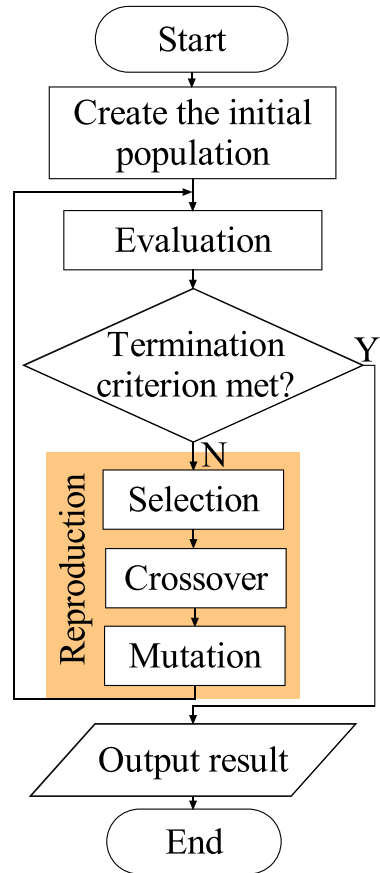 Start
Create the initial
population
Evaluation
Termination
criterion met?
Y
N
Reproduction
Selection
Crossover
Mutation
Output result
End